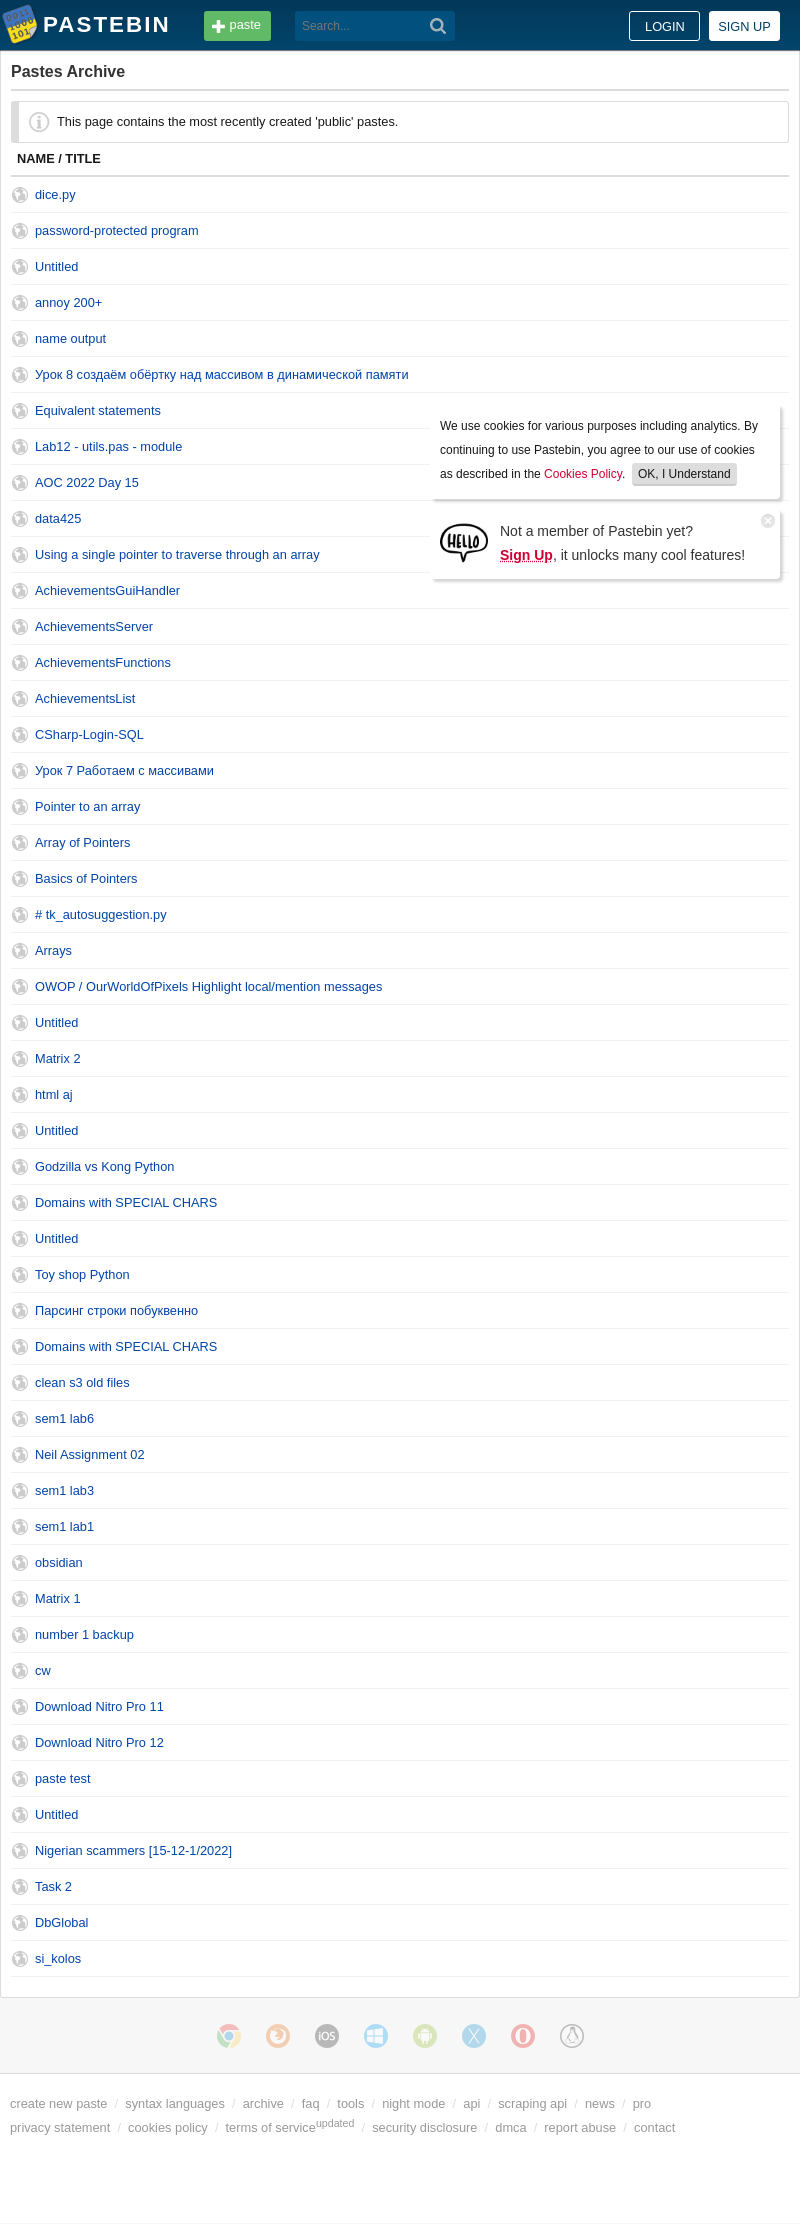 PASTEBIN
paste
Search...
LOGIN
SIGN UP
Pastes Archive
This page contains the most recently created 'public' pastes.
NAME / TITLE
dice.py
password-protected program
Untitled
annoy 200+
name output
Урок 8 создаём обёртку над массивом в динамической памяти
Equivalent statements
Lab12 - utils.pas - module
AOC 2022 Day 15
data425
Using a single pointer to traverse through an array
We use cookies for various purposes including analytics. By
continuing to use Pastebin, you agree to our use of cookies
as described in the Cookies Policy. OK, I Understand
HELLO
Not a member of Pastebin yet?
Sign Up, it unlocks many cool features!
AchievementsGuiHandler
AchievementsServer
AchievementsFunctions
AchievementsList
CSharp-Login-SQL
Урок 7 Работаем с массивами
Pointer to an array
Array of Pointers
Basics of Pointers
# tk_autosuggestion.py
Arrays
OWOP / OurWorldOfPixels Highlight local/mention messages
Untitled
Matrix 2
html aj
Untitled
Godzilla vs Kong Python
Domains with SPECIAL CHARS
Untitled
Toy shop Python
Парсинг строки побуквенно
Domains with SPECIAL CHARS
clean s3 old files
sem1 lab6
Neil Assignment 02
sem1 lab3
sem1 lab1
obsidian
Matrix 1
number 1 backup
cw
Download Nitro Pro 11
Download Nitro Pro 12
paste test
Untitled
Nigerian scammers [15-12-1/2022]
Task 2
DbGlobal
si_kolos
iOS
create new paste / syntax languages / archive / faq / tools / night mode / api / scraping api / news / pro
privacy statement / cookies policy / terms of service updated / security disclosure / dmca / report abuse / contact